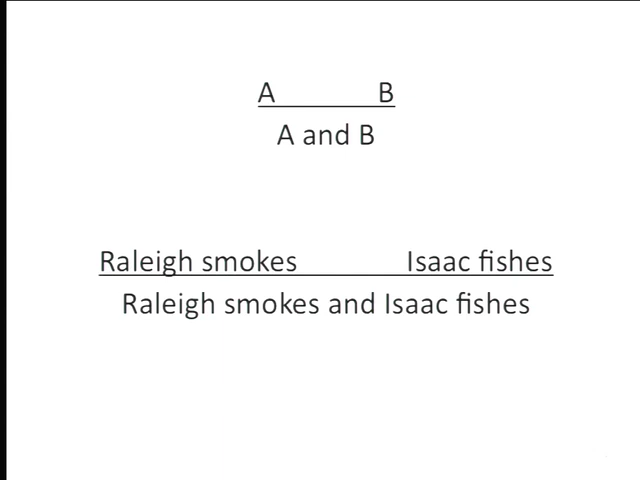 A B
A and B
Raleigh smokes Isaac fishes
Raleigh smokes and Isaac fishes